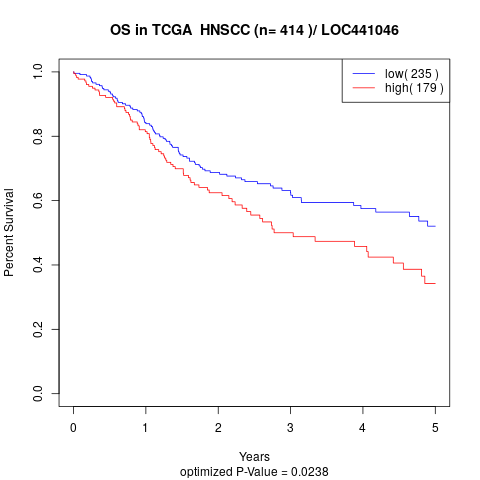 OS in TCGA  HNSCC (n= 414 )/ LOC441046
low( 235 )
high( 179 )
Percent Survival
1.0
0.8
0.6
0.4
0.2
0.0
0 1 2 3 4 5
Years
optimized P-Value = 0.0238